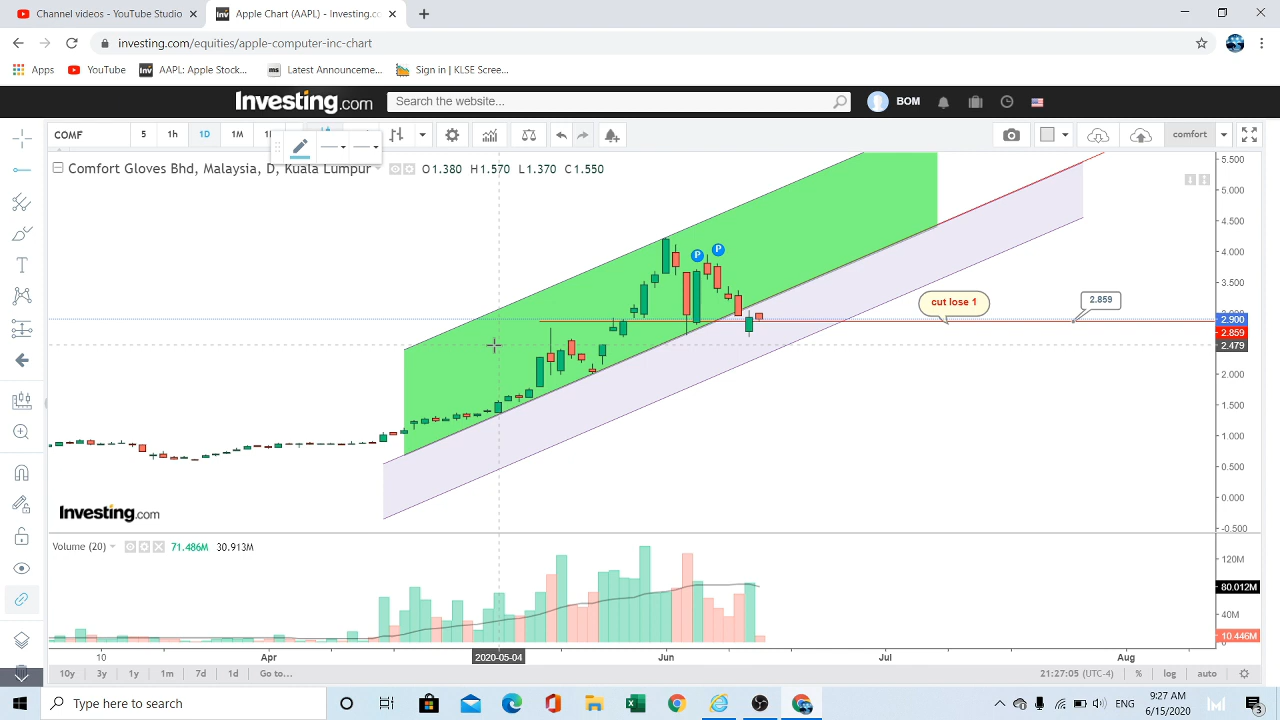 Channel videos - YouTube Studio
Apple Chart (AAPL) - Investing.co
investing.com/equities/apple-computer-inc-chart
Apps YouTube AAPL: Apple Stock... Latest Announceme... Sign in | KLSE Scree...
Investing.com Search the website... BOM
COMF 5 1h 1D 1M comfort
Comfort Gloves Bhd, Malaysia, D, Kuala Lumpur O1.380 H1.570 L1.370 C1.550
5.500
5.000
4.500
4.000
3.500
P P
cut lose 1
2.859
2.900
2.859
2.479
2.000
1.500
1.000
0.500
0.000
-0.500
Investing.com
Volume (20) 71.486M 30.913M
120M
80.012M
40M
10.446M
10 Apr 2020-05-04 Jun Jul Aug
10y 3y 1y 1m 7d 1d Go to... 21:27:05 (UTC-4) % log auto
Type here to search
ENG
9:27 AM
6/15/2020
3